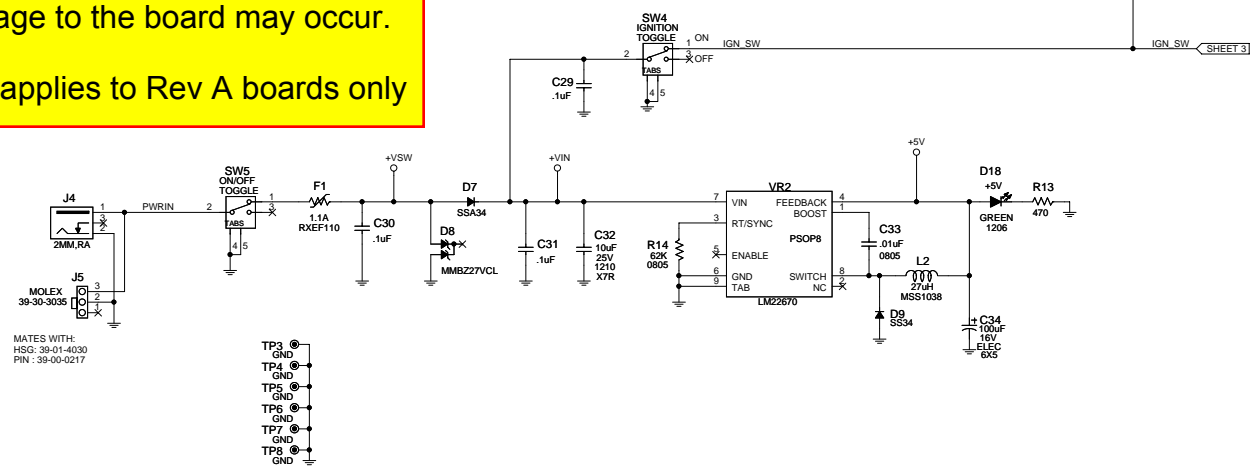 age to the board may occur.
applies to Rev A boards only
SW4
IGNITION
TOGGLE
ON
1
2
3
OFF
TABS
4 5
IGN_SW
IGN_SW
SHEET 3
C29
.1uF
J4
1
3
2
2MM,RA
PWRIN
SW5
ON/OFF
TOGGLE
2
1
3
TABS
4 5
F1
1.1A
RXEF110
+VSW
C30
.1uF
D7
SSA34
D8
MMBZ27VCL
+VIN
C31
.1uF
C32
10uF
25V
1210
X7R
R14
62K
0805
VR2
7 VIN
3 RT/SYNC
5 ENABLE
6 GND
9 TAB
FEEDBACK 4
BOOST 1
PSOP8
SWITCH 8
NC 2
LM22670
C33
.01uF
0805
+5V
D18
+5V
GREEN
1206
R13
470
L2
27uH
MSS1038
D9
SS34
C34
+
100uF
16V
ELEC
6X5
J5
MOLEX
39-30-3035
3
2
1
MATES WITH:
HSG: 39-01-4030
PIN : 39-00-0217
TP3
GND
TP4
GND
TP5
GND
TP6
GND
TP7
GND
TP8
GND